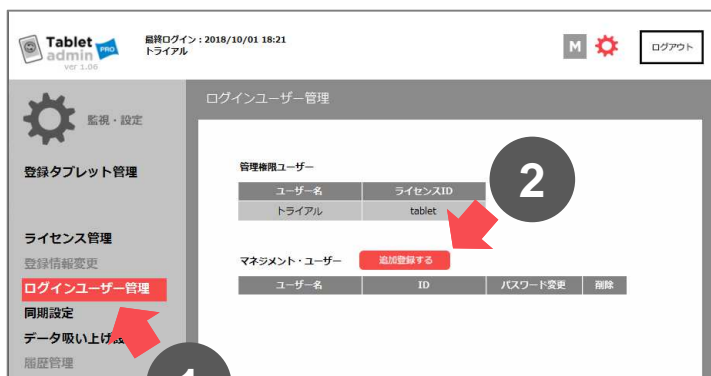 Tablet
admin PRO
ver 1.06
最終ログイン:2018/10/01 18:21
トライアル
M
ログアウト
監視・設定
ログインユーザー管理
登録タブレット管理
管理権限ユーザー
ユーザー名 ライセンスID
トライアル tablet
2
ライセンス管理
登録情報変更
マネジメント・ユーザー 追加登録する
ログインユーザー管理
ユーザー名 ID パスワード変更 削除
同期設定
データ吸い上げ
履歴管理
1